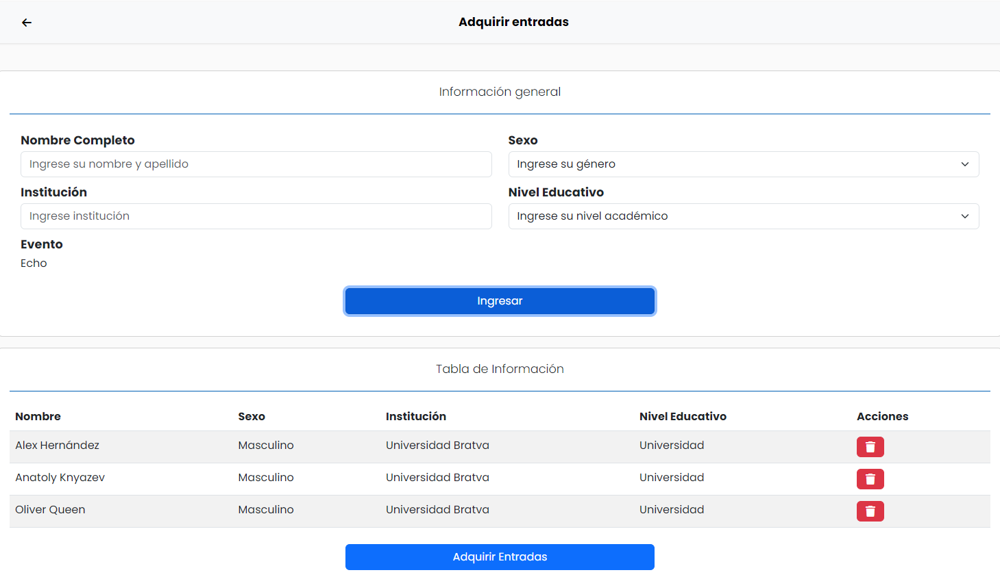 Adquirir entradas
Información general
Nombre Completo
Sexo
Ingrese su nombre y apellido
Ingrese su género
Institución
Nivel Educativo
Ingrese institución
Ingrese su nivel académico
Evento
Echo
Ingresar
Tabla de Información
Nombre Sexo Institución Nivel Educativo Acciones
Alex Hernández Masculino Universidad Bratva Universidad
Anatoly Knyazev Masculino Universidad Bratva Universidad
Oliver Queen Masculino Universidad Bratva Universidad
Adquirir Entradas